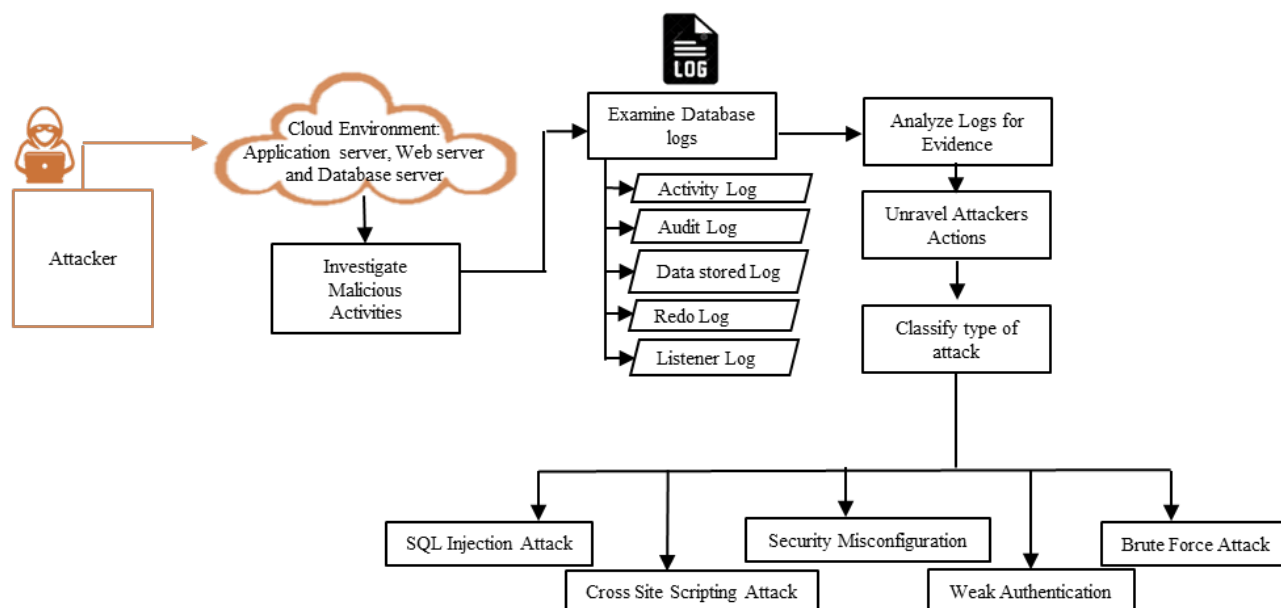 LOG
Cloud Environment:
Application server, Web server
and Database server
Attacker
Investigate
Malicious
Activities
Examine Database
logs
Activity Log
Audit Log
Data stored Log
Redo Log
Listener Log
Analyze Logs for
Evidence
Unravel Attackers
Actions
Classify type of
attack
SQL Injection Attack
Cross Site Scripting Attack
Security Misconfiguration
Weak Authentication
Brute Force Attack